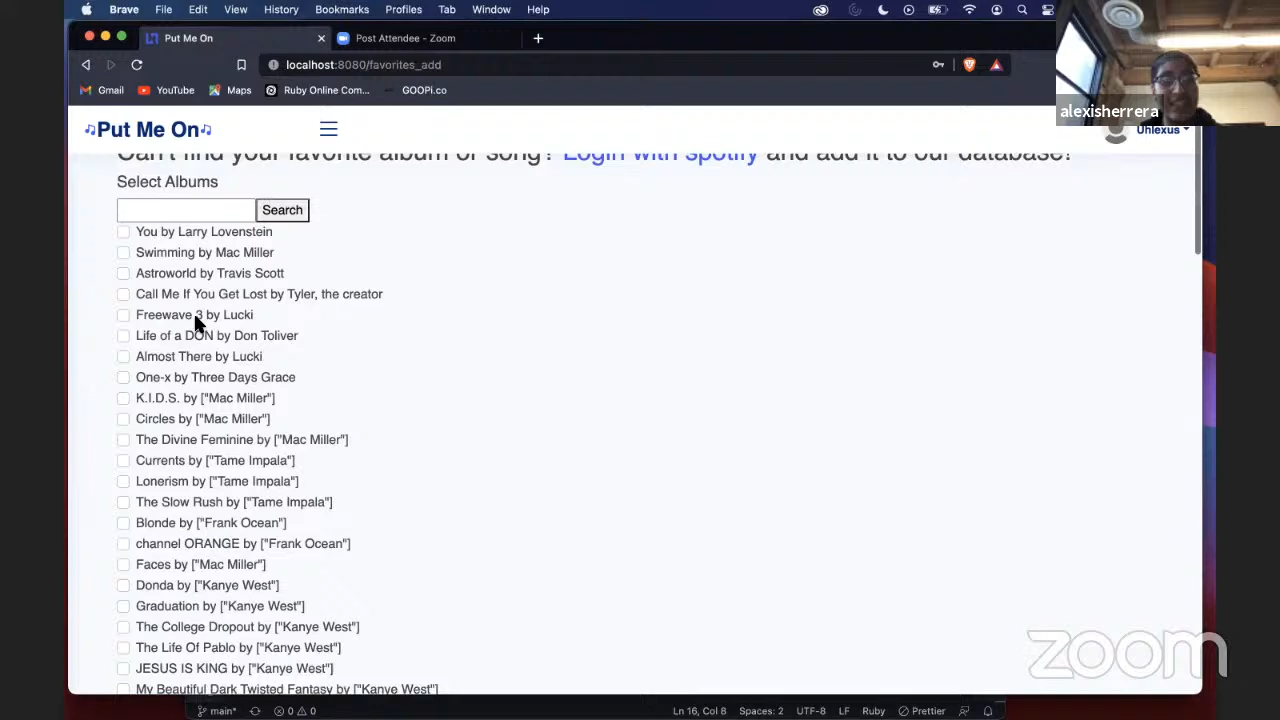 Brave File Edit View History Bookmarks Profiles Tab Window Help
Put Me On
Post Attendee - Zoom
localhost:8080/favorites_add
Gmail YouTube Maps Ruby Online Com... GOOPi.co
alexisherrera
Put Me On
Uhlexus
Can't find your favorite album or song? Login with spotify and add it to our database!
Select Albums
Search
You by Larry Lovenstein
Swimming by Mac Miller
Astroworld by Travis Scott
Call Me If You Get Lost by Tyler, the creator
Freewave 3 by Lucki
Life of a DON by Don Toliver
Almost There by Lucki
One-x by Three Days Grace
K.I.D.S. by ["Mac Miller"]
Circles by ["Mac Miller"]
The Divine Feminine by ["Mac Miller"]
Currents by ["Tame Impala"]
Lonerism by ["Tame Impala"]
The Slow Rush by ["Tame Impala"]
Blonde by ["Frank Ocean"]
channel ORANGE by ["Frank Ocean"]
Faces by ["Mac Miller"]
Donda by ["Kanye West"]
Graduation by ["Kanye West"]
The College Dropout by ["Kanye West"]
The Life Of Pablo by ["Kanye West"]
JESUS IS KING by ["Kanye West"]
My Beautiful Dark Twisted Fantasy by ["Kanye West"]
zoom
main* 0 0 Ln 16, Col 8 Spaces: 2 UTF-8 LF Ruby Prettier